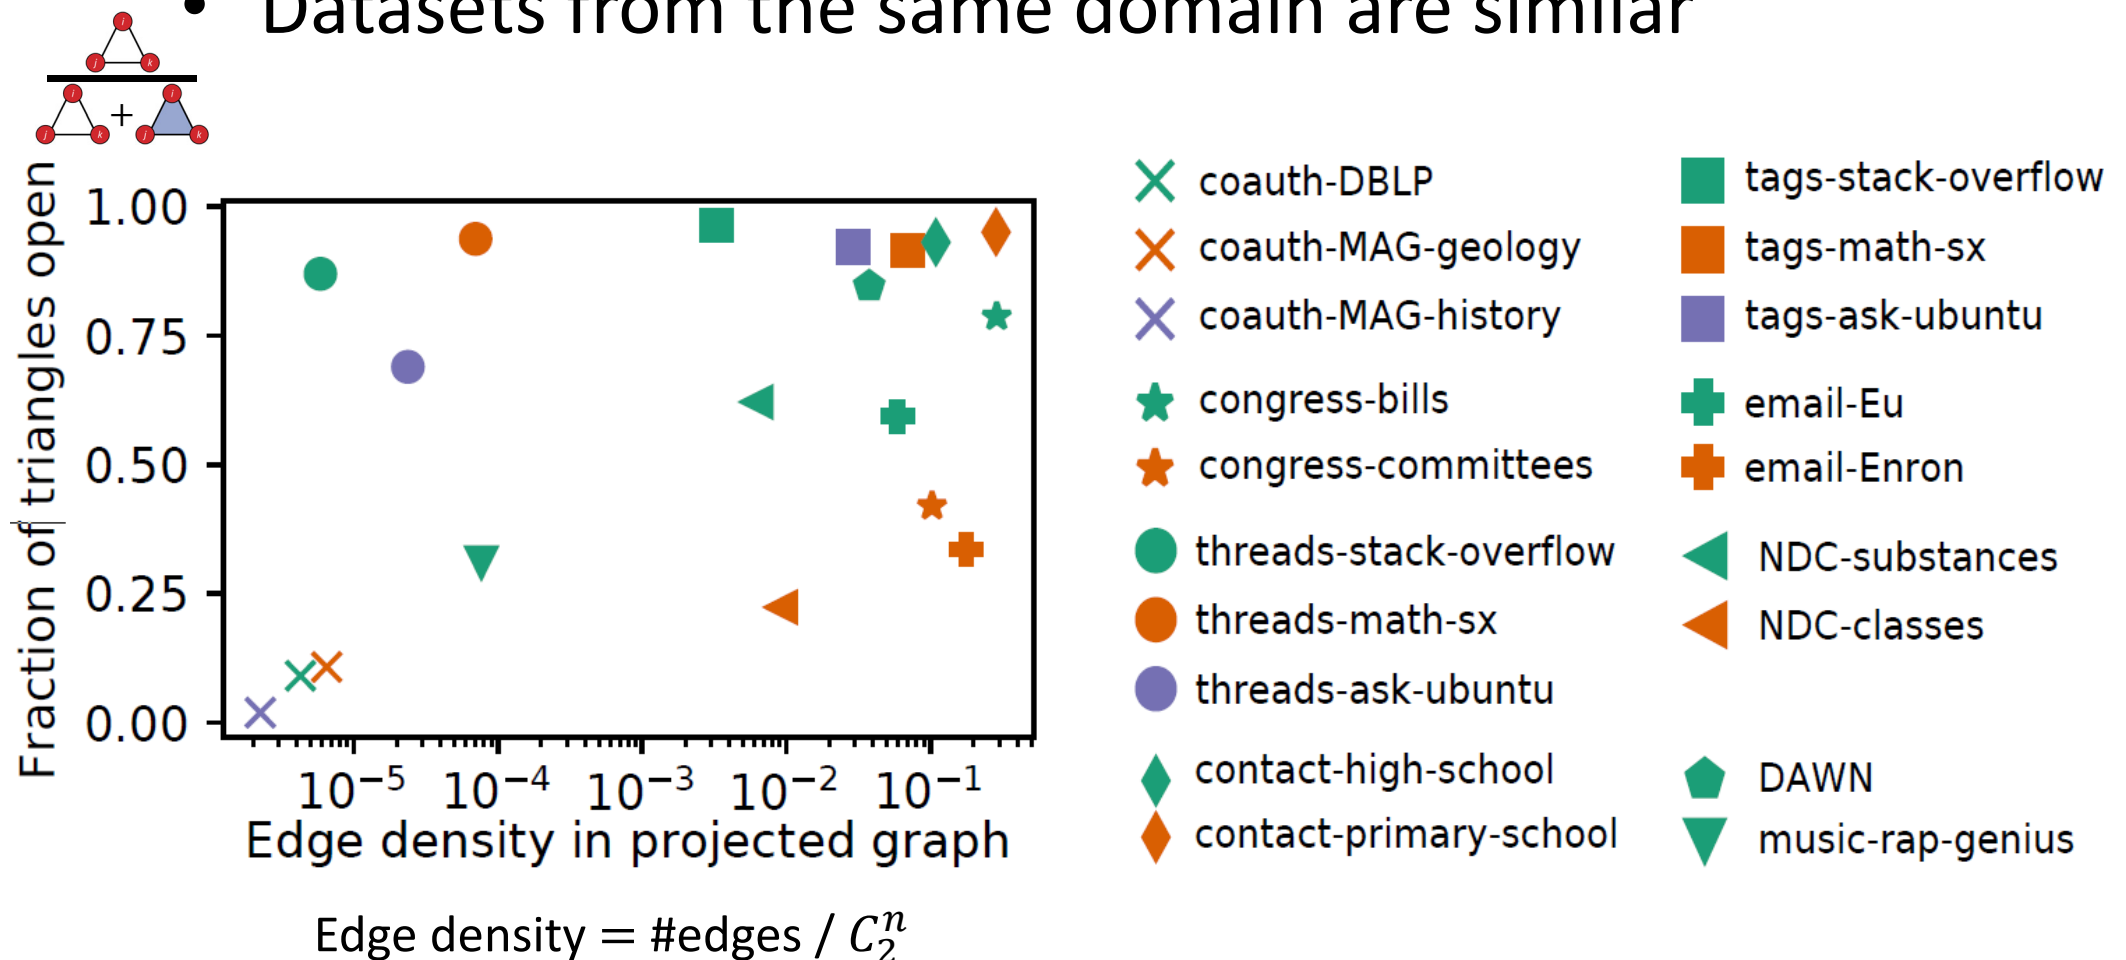 • Datasets from the same domain are similar
i
j k
i i
j k + j k
Fraction of triangles open
1.00
0.75
0.50
0.25
0.00
10⁻⁵ 10⁻⁴ 10⁻³ 10⁻² 10⁻¹
Edge density in projected graph
Edge density = #edges / C₂ⁿ
coauth-DBLP
coauth-MAG-geology
coauth-MAG-history
congress-bills
congress-committees
threads-stack-overflow
threads-math-sx
threads-ask-ubuntu
contact-high-school
contact-primary-school
tags-stack-overflow
tags-math-sx
tags-ask-ubuntu
email-Eu
email-Enron
NDC-substances
NDC-classes
DAWN
music-rap-genius